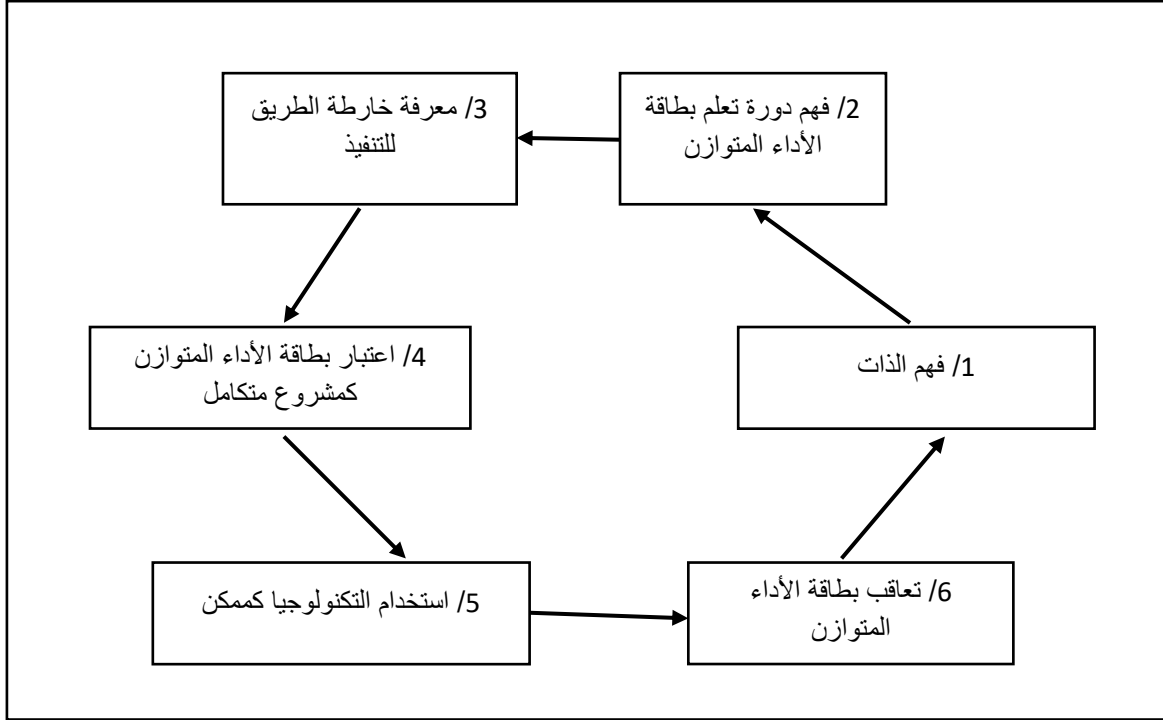 1/ فهم الذات
2/ فهم دورة تعلم بطاقة
الأداء المتوازن
3/ معرفة خارطة الطريق
للتنفيذ
4/ اعتبار بطاقة الأداء المتوازن
كمشروع متكامل
5/ استخدام التكنولوجيا كممكن
6/ تعاقب بطاقة الأداء
المتوازن